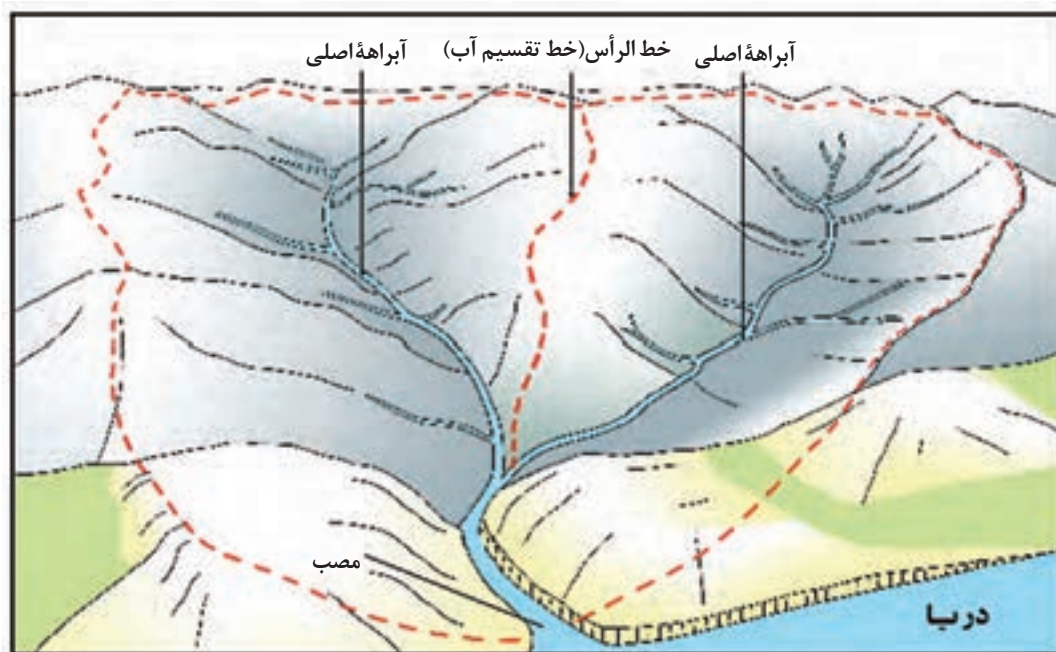 آبراههٔ اصلی
خط الرأس (خط تقسیم آب)
آبراههٔ اصلی
مصب
دریا